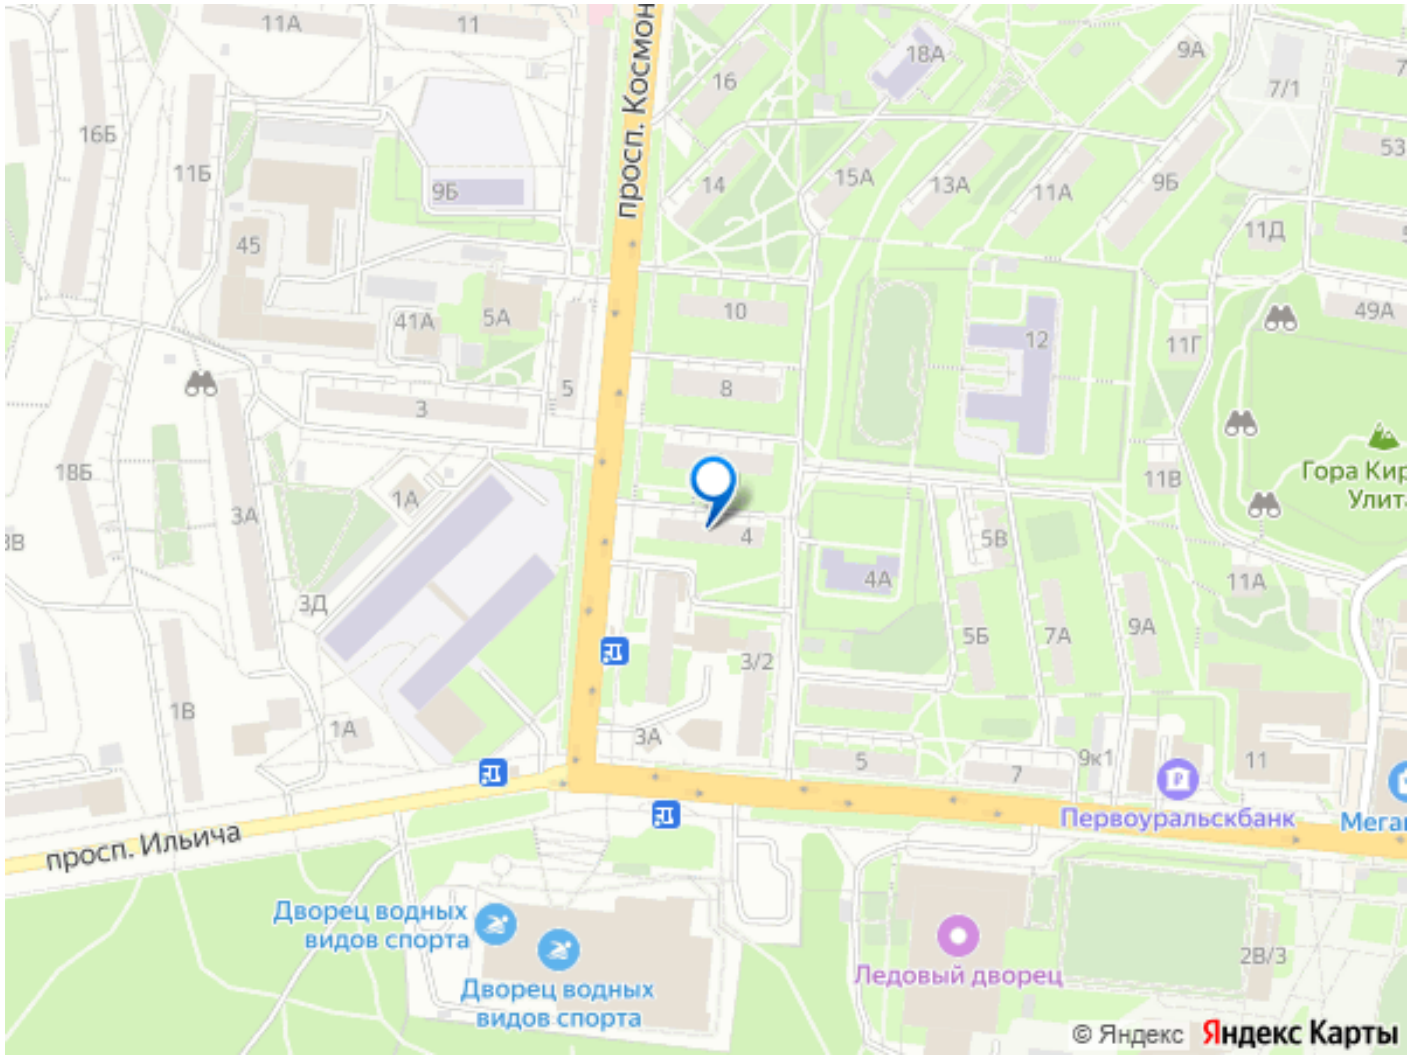 11А
11
просп. Космон
18А
9А
16
7/1
7
16Б
53
11Б
9Б
14
15А
13А
11А
9Б
45
11Д
10
49А
41А
5А
12
11Г
8
5
3
Гора Кир
Улит
18Б
1А
11В
3А
4
5В
3В
4А
11А
3Д
5Б
7А
9А
3/2
1В
1А
3А
5
7
9к1
11
Первоуральскбанк
Мега
просп. Ильича
Дворец водных
видов спорта
Ледовый дворец
2В/3
Дворец водных
видов спорта
© Яндекс Яндекс Карты